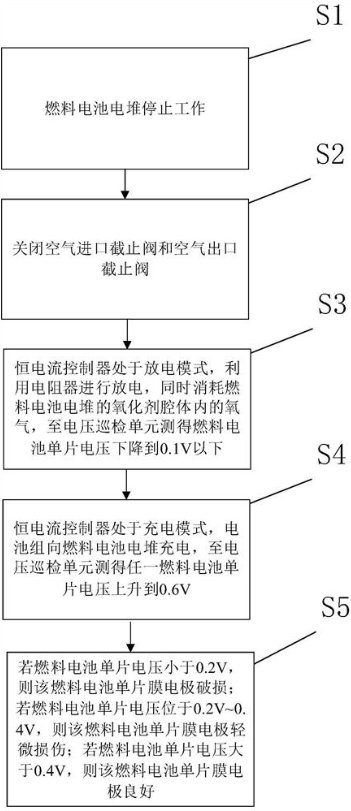 S1
燃料电池电堆停止工作
S2
关闭空气进口截止阀和空气出口
截止阀
S3
恒电流控制器处于放电模式，利
用电阻器进行放电，同时消耗燃
料电池电堆的氧化剂腔体内的氧
气，至电压巡检单元测得燃料电
池单片电压下降到0.1V以下
S4
恒电流控制器处于充电模式，电
池组向燃料电池电堆充电，至电
压巡检单元测得任一燃料电池单
片电压上升到0.6V
S5
若燃料电池单片电压小于0.2V，
则该燃料电池单片膜电极破损；
若燃料电池单片电压位于0.2V~0.
4V，则该燃料电池单片膜电极轻
微损伤；若燃料电池单片电压大
于0.4V，则该燃料电池单片膜电
极良好